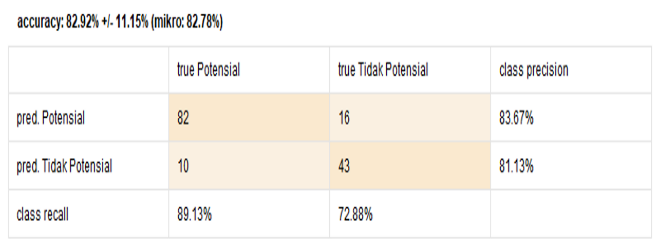 accuracy: 82.92% +/- 11.15% (mikro: 82.78%)
true Potensial true Tidak Potensial class precision
pred. Potensial 82 16 83.67%
pred. Tidak Potensial 10 43 81.13%
class recall 89.13% 72.88%